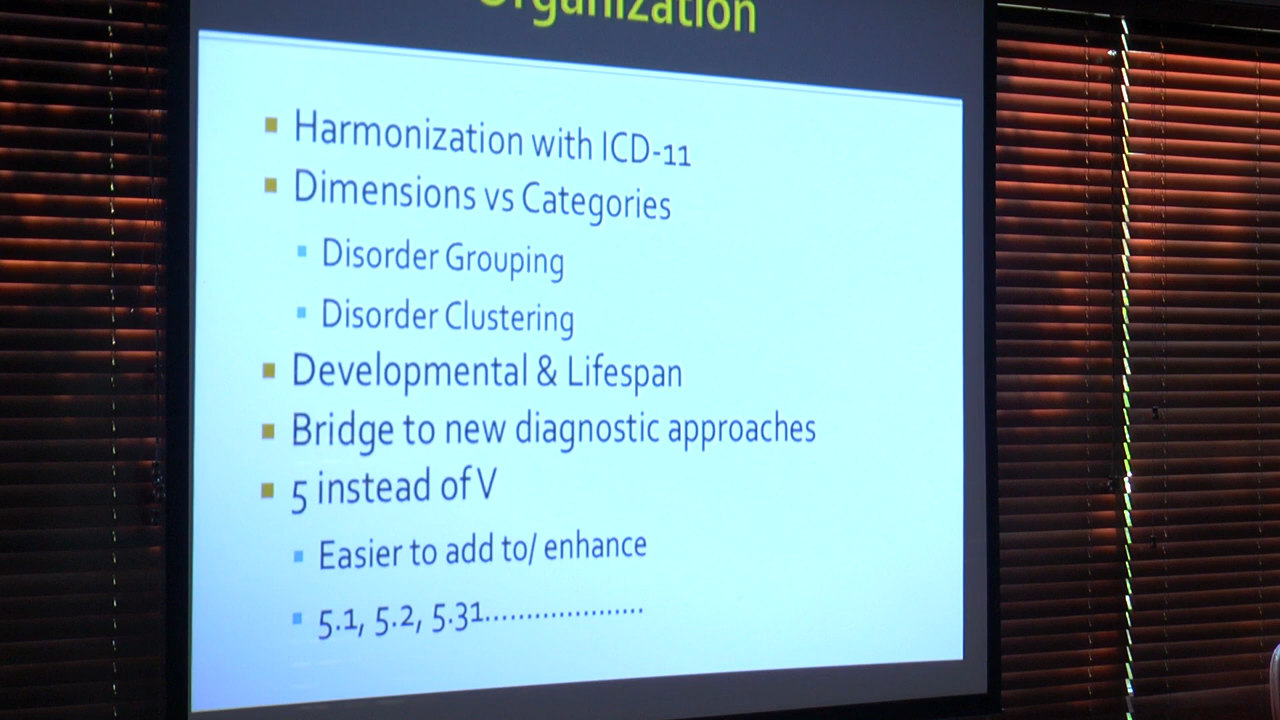 Organization
Harmonization with ICD-11
Dimensions vs Categories
Disorder Grouping
Disorder Clustering
Developmental & Lifespan
Bridge to new diagnostic approaches
5 instead of V
Easier to add to/ enhance
5.1, 5.2, 5.31....................